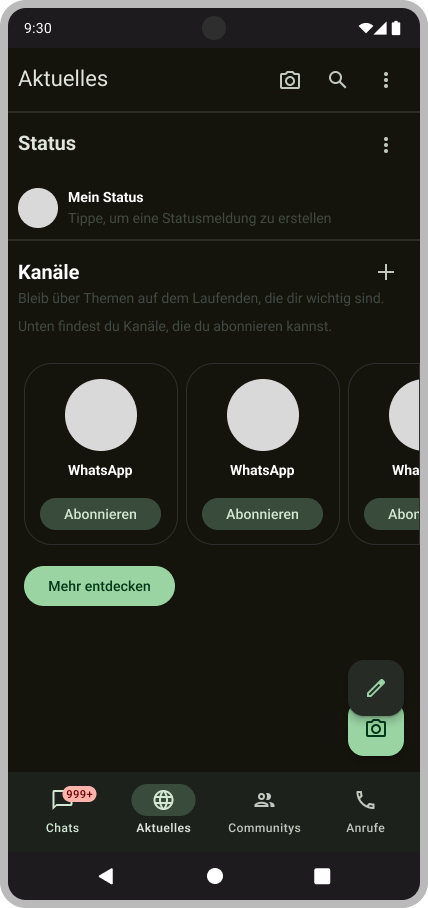 9:30
Aktuelles
Status
Mein Status
Tippe, um eine Statusmeldung zu erstellen
Kanäle
Bleib über Themen auf dem Laufenden, die dir wichtig sind.
Unten findest du Kanäle, die du abonnieren kannst.
WhatsApp WhatsApp Wha
Abonnieren Abonnieren Abon
Mehr entdecken
999+
Chats Aktuelles Communitys Anrufe